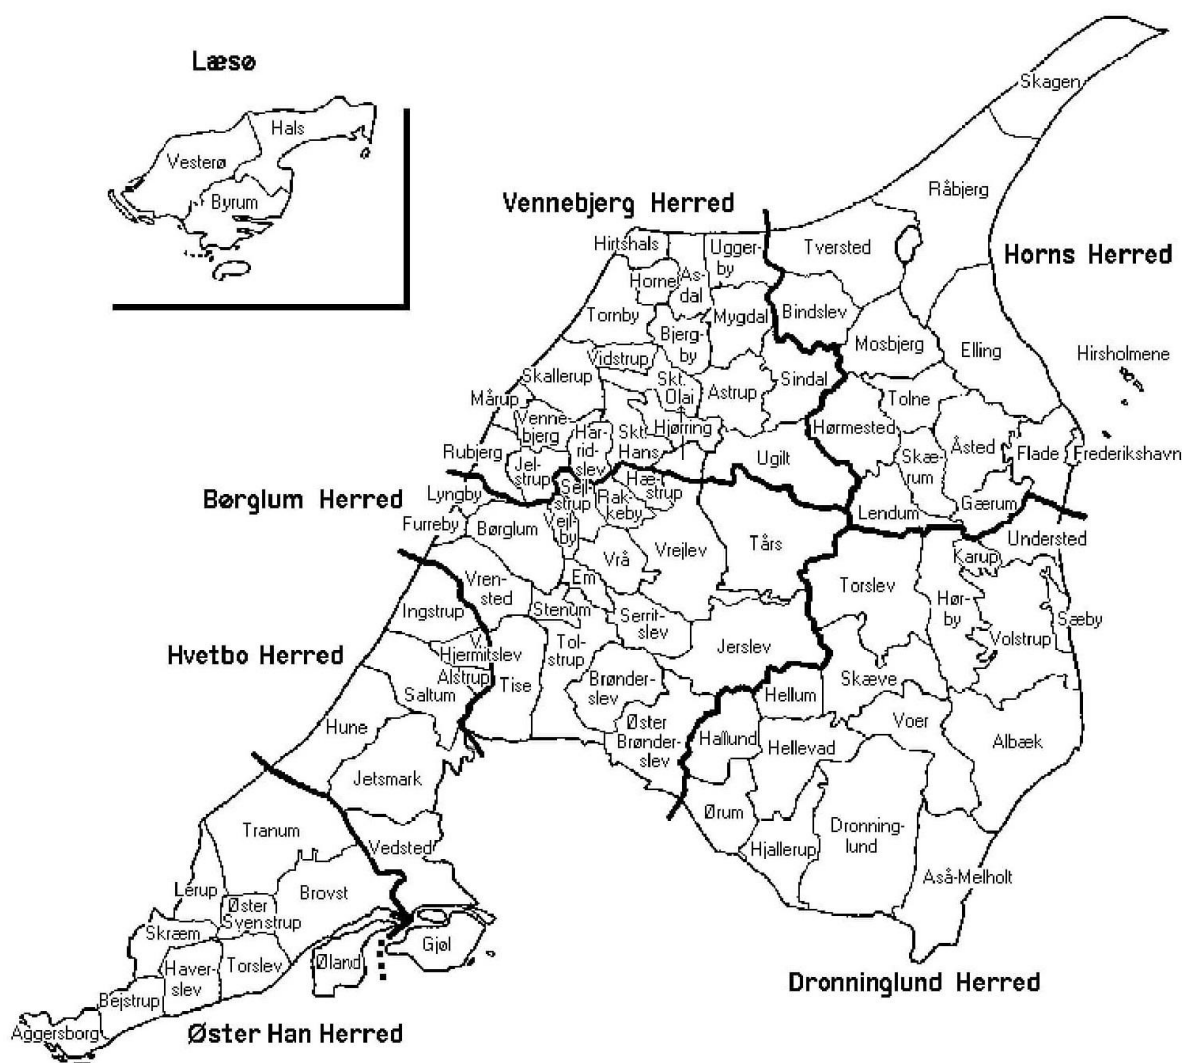 Læsø
Hals
Vesterø
Byrum
Skagen
Råbjerg
Vennebjerg Herred
Horns Herred
Hirtshals
Ugger-
by
Tversted
Horne
As-
dal
Tornby
Mygdal
Bindslev
Bjerg-
by
Mosbjerg
Elling
Hirsholmene
Vidstrup
Skallerup
Skt.
Olai
Astrup
Sindal
Tolne
Mårup
Venne-
bjerg
Har-
rid-
slev
Skt.
Hans
Hjørring
Hørmested
Åsted
Flade
Frederikshavn
Rubjerg
Jel-
strup
Ugilt
Skæ-
rum
Børglum Herred
Lyngby
Sejl-
strup
Hæ-
strup
Rak-
keby
Lendum
Gærum
Furreby
Børglum
Vejl-
by
Vrå
Vrejlev
Tårs
Understed
Karup
Vren-
sted
Em
Torslev
Hør-
by
Ingstrup
Stenum
Serrit-
slev
Volstrup
Sæby
Hvetbo Herred
V.
Hjermitslev
Tol-
strup
Jerslev
Alstrup
Saltum
Tise
Brønder-
slev
Hellum
Skæve
Hune
Øster
Brønder-
slev
Hallund
Hellevad
Voer
Albæk
Jetsmark
Ørum
Tranum
Vedsted
Hjallerup
Dronning-
lund
Lerup
Brovst
Aså-Melholt
Øster
Svenstrup
Skræm
Gjøl
Haver-
slev
Torslev
Øland
Dronninglund Herred
Bejstrup
Aggersborg
Øster Han Herred